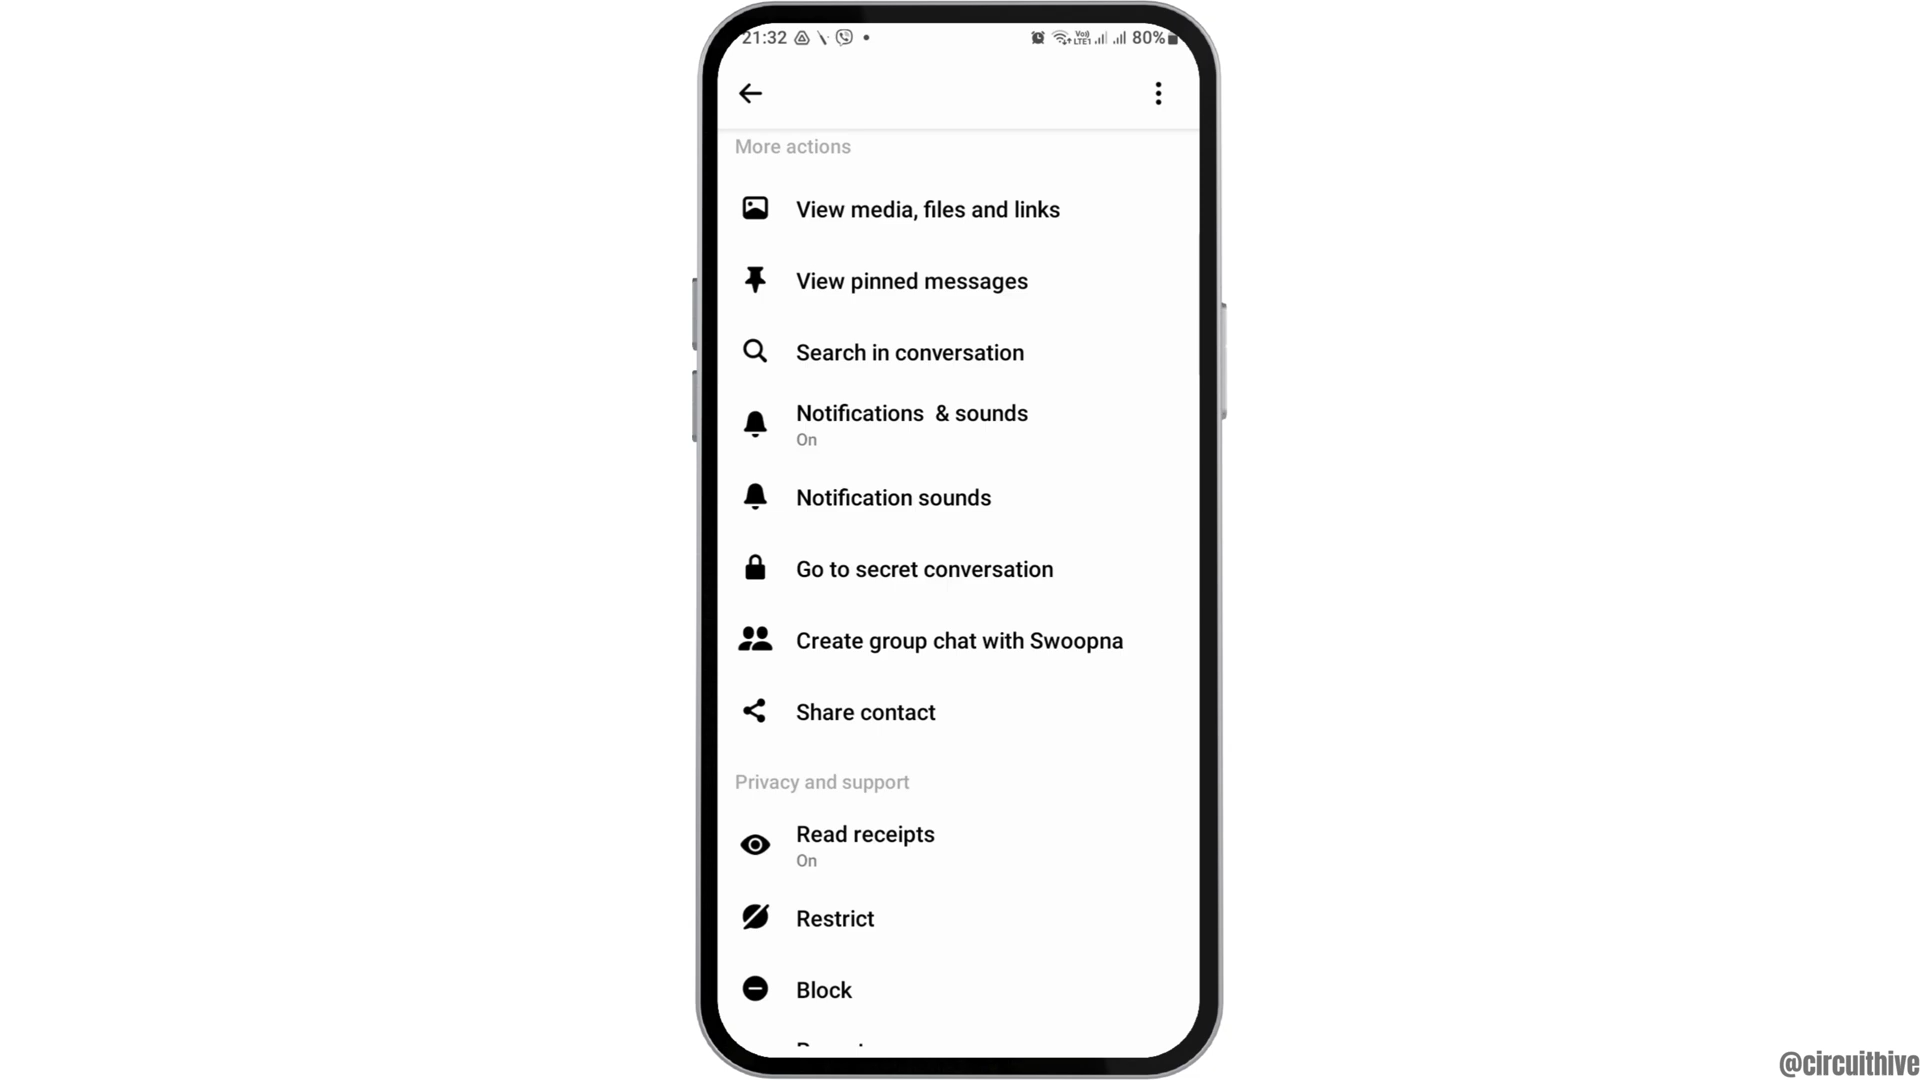 21:32
Vo) LTE1
80%
More actions
View media, files and links
View pinned messages
Search in conversation
Notifications & sounds
On
Notification sounds
Go to secret conversation
Create group chat with Swoopna
Share contact
Privacy and support
Read receipts
On
Restrict
Block
@circuithive